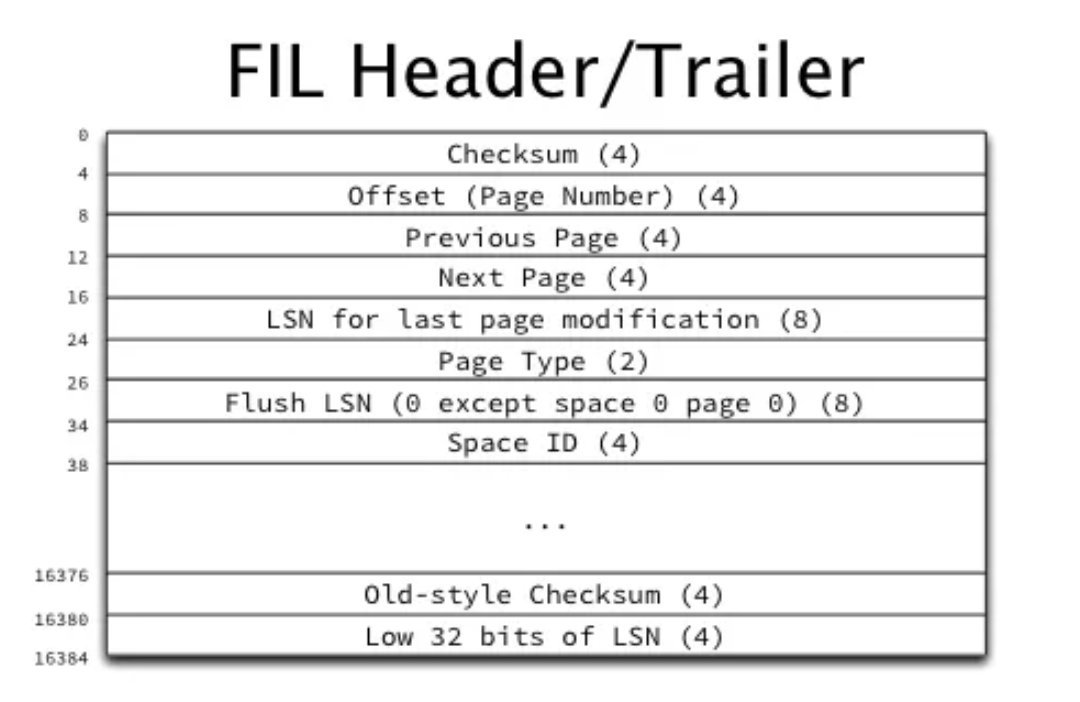 FIL Header/Trailer
0
Checksum (4)
4
Offset (Page Number) (4)
8
Previous Page (4)
12
Next Page (4)
16
LSN for last page modification (8)
24
Page Type (2)
26
Flush LSN (0 except space 0 page 0) (8)
34
Space ID (4)
38
...
16376
Old-style Checksum (4)
16380
Low 32 bits of LSN (4)
16384